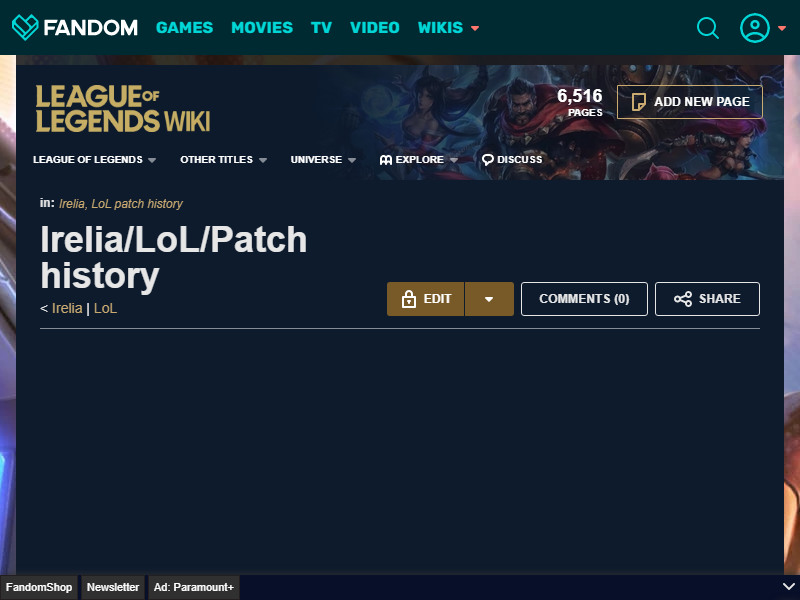 FANDOM GAMES MOVIES TV VIDEO WIKIS
LEAGUE OF
LEGENDS WIKI
6,516
PAGES
ADD NEW PAGE
LEAGUE OF LEGENDS OTHER TITLES UNIVERSE EXPLORE DISCUSS
in: Irelia, LoL patch history
Irelia/LoL/Patch
history
< Irelia | LoL
EDIT COMMENTS (0) SHARE
FandomShop Newsletter Ad: Paramount+